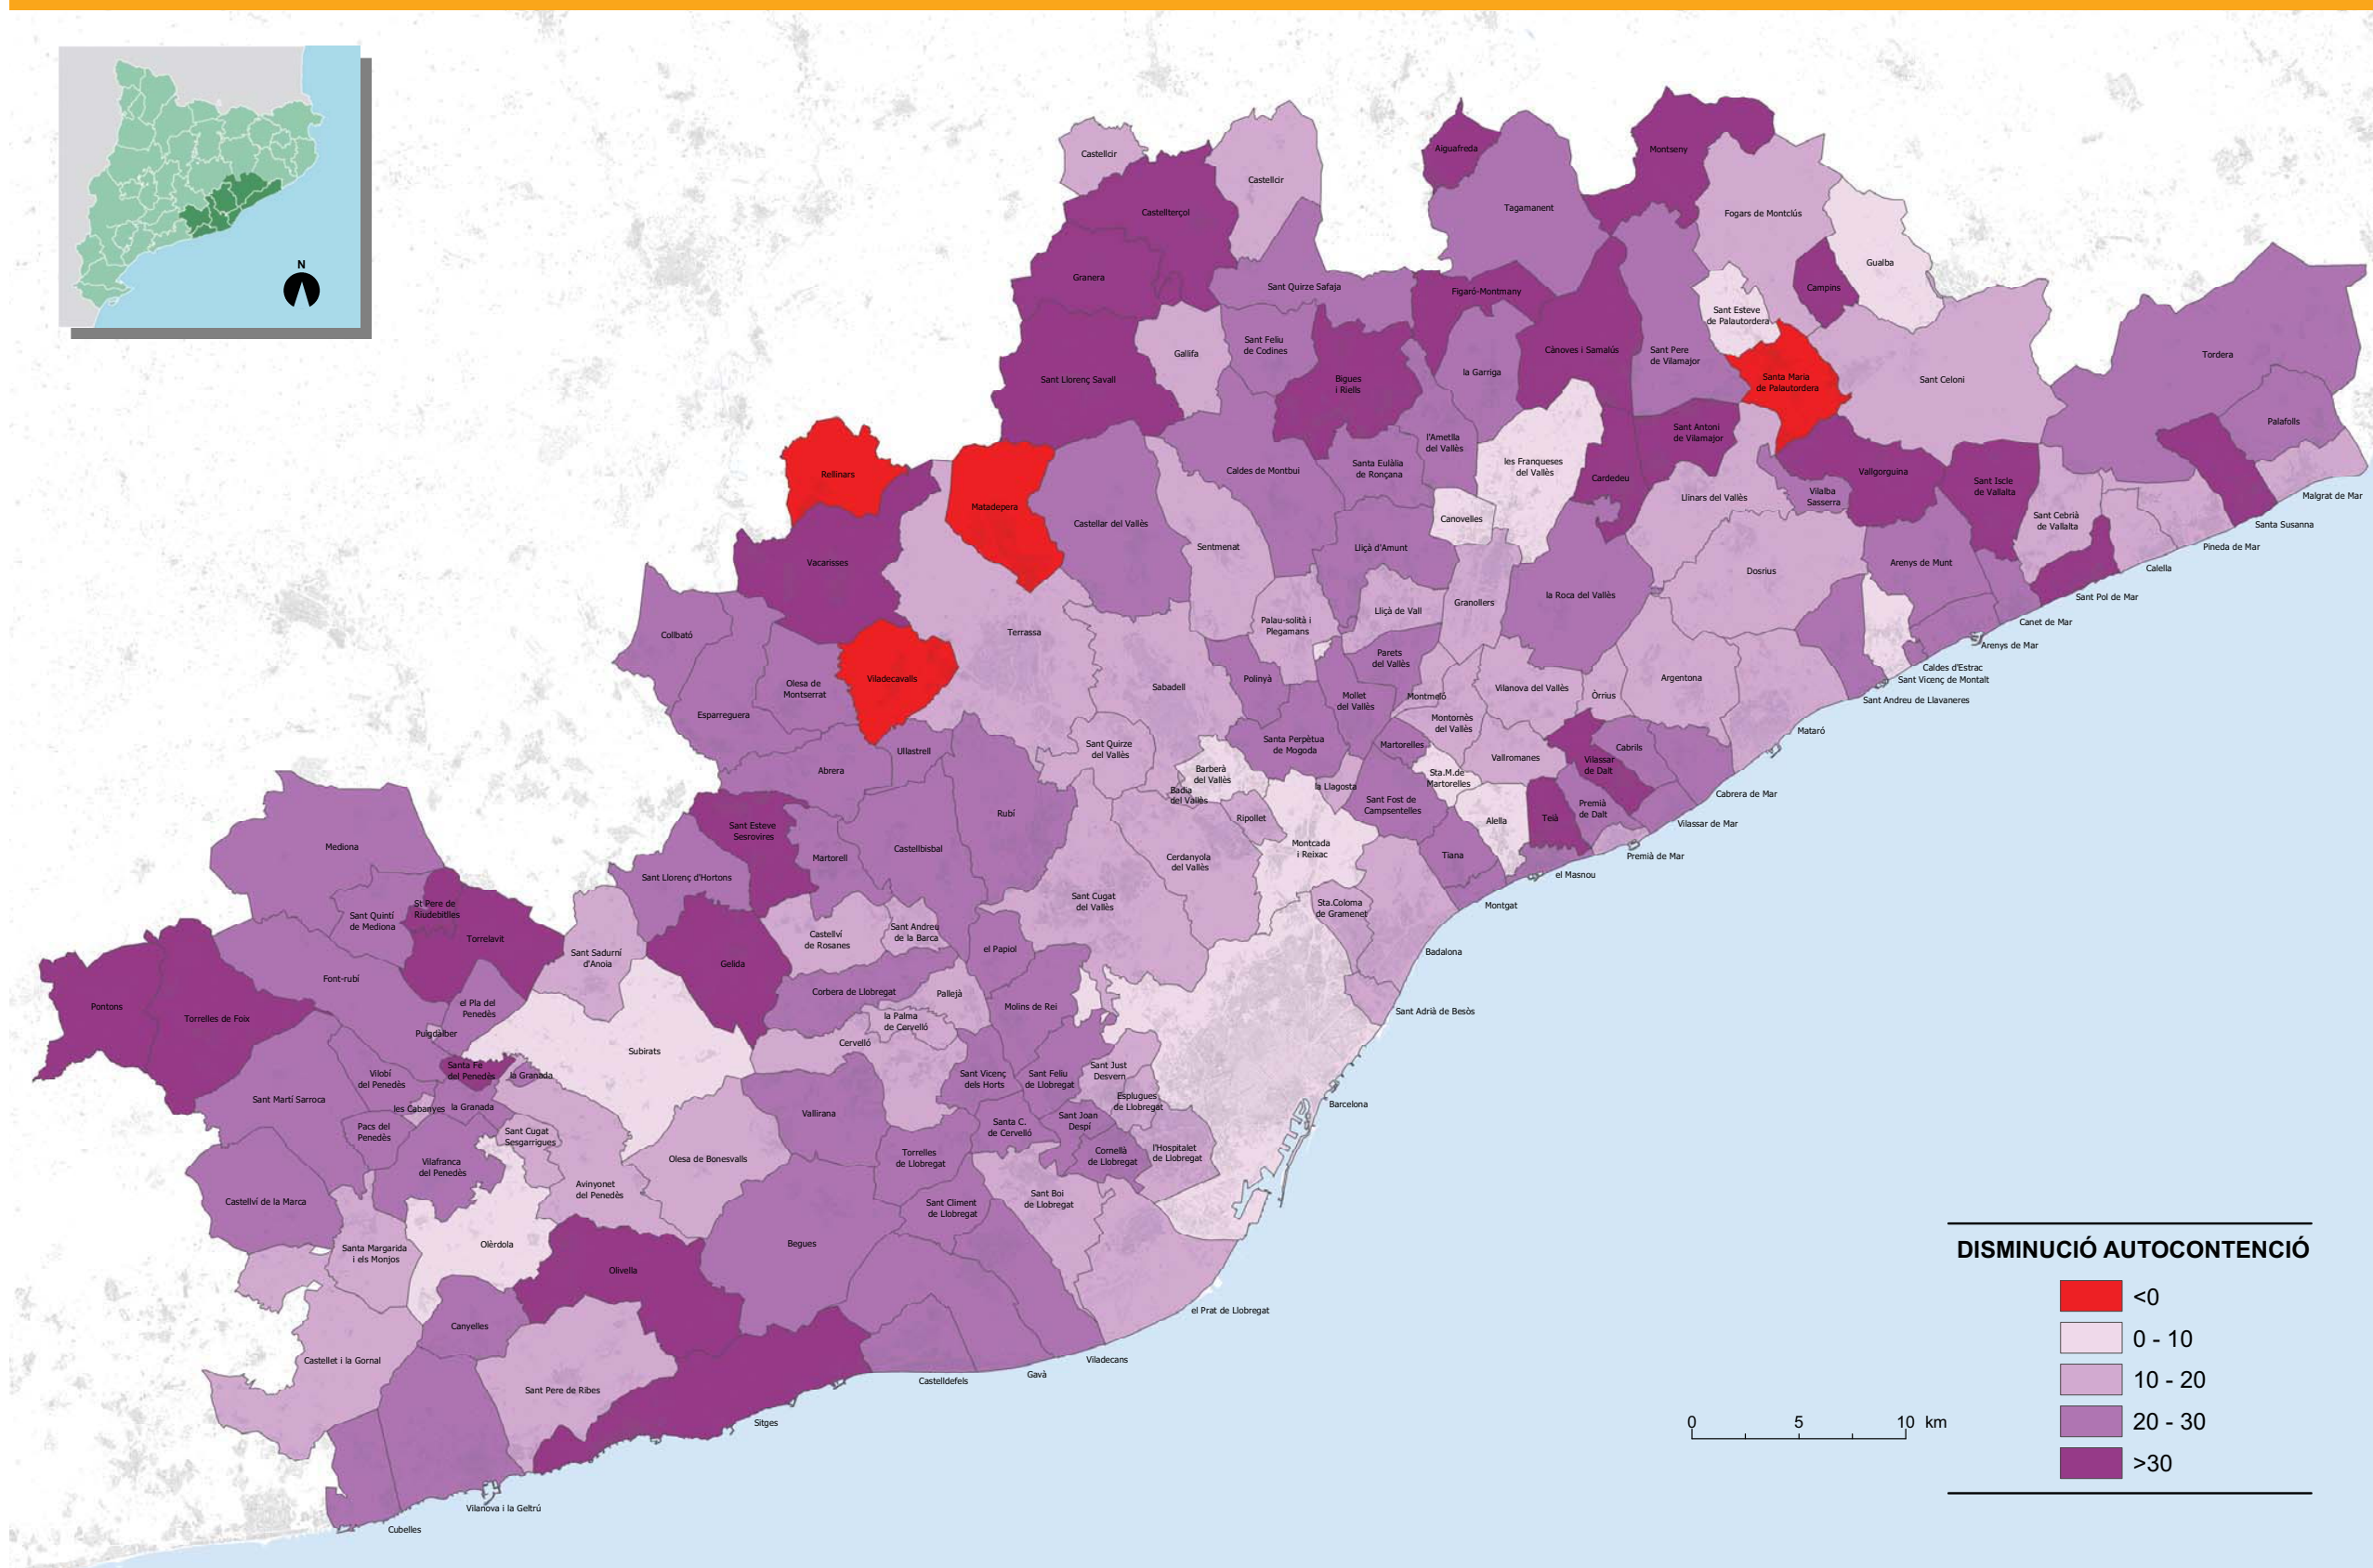 N
Castellcir
Castellcir
Castellterçol
Granera
Sant Llorenç Savall
Gallifa
Sant Quirze Safaja
Sant Feliu
de Codines
Bigues
i Riells
Aiguafreda
Tagamanent
Montseny
Fogars de Montclús
Gualba
Campins
Sant Esteve
de Palautordera
Figaró-Montmany
la Garriga
Cànoves i Samalús
Sant Pere
de Vilamajor
Santa Maria
de Palautordera
Sant Celoni
Tordera
Palafolls
Malgrat de Mar
Santa Susanna
Pineda de Mar
Calella
Sant Pol de Mar
Canet de Mar
Arenys de Mar
Caldes d'Estrac
Sant Vicenç de Montalt
Sant Andreu de Llavaneres
Mataró
Cabrera de Mar
Vilassar de Mar
Premià de Mar
el Masnou
Montgat
Badalona
Sant Adrià de Besòs
Barcelona
el Prat de Llobregat
Viladecans
Gavà
Castelldefels
Sitges
Vilanova i la Geltrú
Cubelles
Rellinars
Matadepera
Vacarisses
Castellar del Vallès
Caldes de Montbui
Santa Eulàlia
de Ronçana
l'Ametlla
del Vallès
les Franqueses
del Vallès
Canovelles
Cardedeu
Sant Antoni
de Vilamajor
Llinars del Vallès
Vilalba
Sasserra
Vallgorguina
Sant Iscle
de Vallalta
Sant Cebrià
de Vallalta
Arenys de Munt
Dosrius
la Roca del Vallès
Sentmenat
Lliçà d'Amunt
Lliçà de Vall
Granollers
Palau-solità i
Plegamans
Parets
del Vallès
Collbató
Esparreguera
Olesa de
Montserrat
Viladecavalls
Terrassa
Sabadell
Polinyà
Mollet
del Vallès
Montmeló
Montornès
del Vallès
Vilanova del Vallès
Òrrius
Argentona
Ullastrell
Abrera
Sant Quirze
del Vallès
Santa Perpètua
de Mogoda
Martorelles
Sta.M.de
Martorelles
Vallromanes
Vilassar
de Dalt
Cabrils
Barberà
del Vallès
Badia
del Vallès
la Llagosta
Sant Fost de
Campsentelles
Alella
Teià
Premià
de Dalt
Tiana
Ripollet
Montcada
i Reixac
Cerdanyola
del Vallès
Sant Cugat
del Vallès
Sta.Coloma
de Gramenet
Rubí
Castellbisbal
Martorell
Sant Esteve
Sesrovires
Sant Llorenç d'Hortons
Mediona
Sant Quintí
de Mediona
St Pere de
Riudebitlles
Torrelavit
Sant Sadurní
d'Anoia
Gelida
Castellví
de Rosanes
Sant Andreu
de la Barca
el Papiol
Corbera de Llobregat
Pallejà
la Palma
de Cervelló
Cervelló
Molins de Rei
Pontons
Torrelles de Foix
Font-rubí
el Pla del
Penedès
Puigdàlber
Subirats
Santa Fe
del Penedès
la Granada
Vilobí
del Penedès
les Cabanyes
la Granada
Sant Martí Sarroca
Pacs del
Penedès
Vilafranca
del Penedès
Sant Cugat
Sesgarrigues
Avinyonet
del Penedès
Olesa de Bonesvalls
Vallirana
Sant Vicenç
dels Horts
Sant Feliu
de Llobregat
Sant Just
Desvern
Esplugues
de Llobregat
Santa C.
de Cervelló
Sant Joan
Despí
Cornellà
de Llobregat
l'Hospitalet
de Llobregat
Torrelles
de Llobregat
Sant Climent
de Llobregat
Sant Boi
de Llobregat
Begues
Castellví de la Marca
Santa Margarida
i els Monjos
Olèrdola
Olivella
Canyelles
Castellet i la Gornal
Sant Pere de Ribes
DISMINUCIÓ AUTOCONTENCIÓ
<0
0 - 10
10 - 20
20 - 30
>30
0 5 10 km